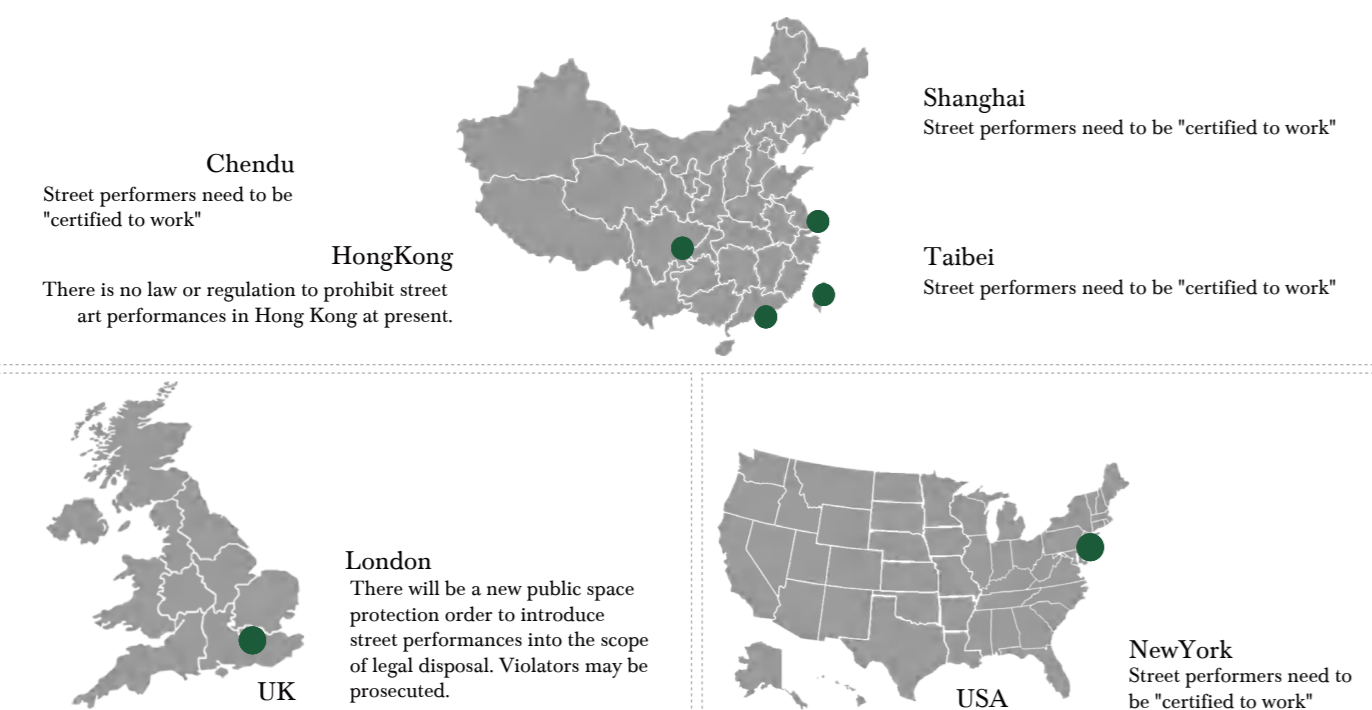 Shanghai
Street performers need to be "certified to work"
Chendu
Street performers need to be
"certified to work"
HongKong
There is no law or regulation to prohibit street
art performances in Hong Kong at present.
Taibei
Street performers need to be "certified to work"
London
There will be a new public space
protection order to introduce
street performances into the scope
of legal disposal. Violators may be
prosecuted.
UK
NewYork
Street performers need to
be "certified to work"
USA